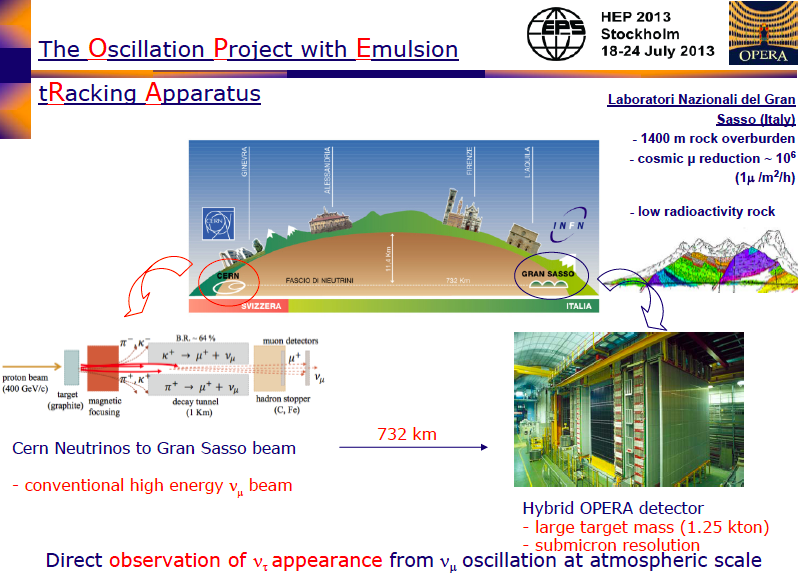 The Oscillation Project with Emulsion
tRacking Apparatus
EPS
HEP 2013
Stockholm
18-24 July 2013
OPERA
Laboratori Nazionali del Gran
Sasso (Italy)
- 1400 m rock overburden
- cosmic μ reduction ~ 10⁶
(1μ /m²/h)
- low radioactivity rock
GINEVRA
ALESSANDRIA
FIRENZE
L'AQUILA
CERN
INFN
11.4 Km
CERN
FASCIO DI NEUTRINI
732 Km
GRAN SASSO
SVIZZERA
ITALIA
proton beam
(400 GeV/c)
target
(graphite)
magnetic
focusing
π⁻ κ⁻
π⁺ κ⁺
B.R. ~ 64 %
κ⁺ → μ⁺ + νμ
π⁺ → μ⁺ + νμ
decay tunnel
(1 Km)
muon detectors
μ⁺
νμ
hadron stopper
(C, Fe)
Cern Neutrinos to Gran Sasso beam
- conventional high energy νμ beam
732 km
Hybrid OPERA detector
- large target mass (1.25 kton)
- submicron resolution
Direct observation of ντ appearance from νμ oscillation at atmospheric scale